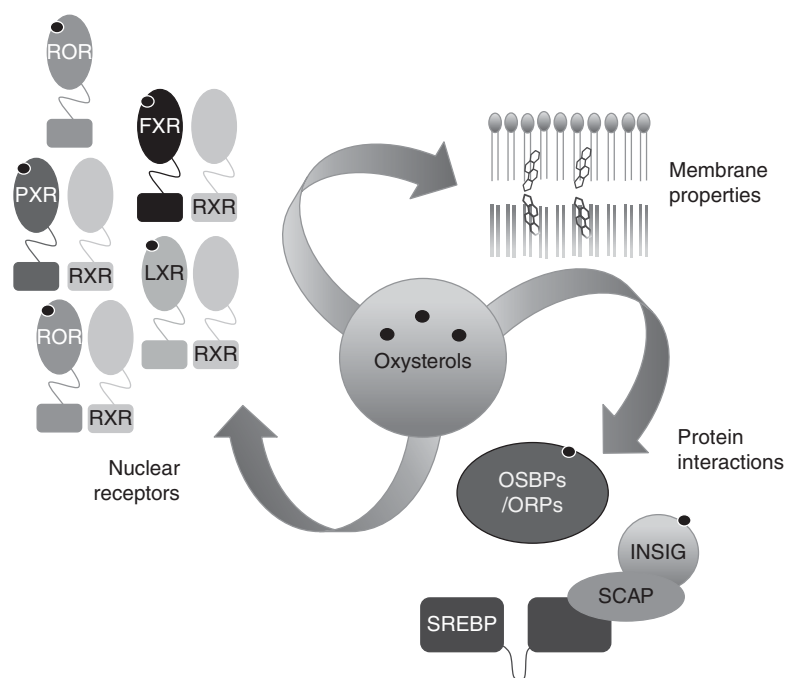 ROR
FXR
RXR
PXR
RXR
LXR
RXR
ROR
RXR
Nuclear
receptors
Membrane
properties
Oxysterols
Protein
interactions
OSBPs
/ORPs
INSIG
SCAP
SREBP